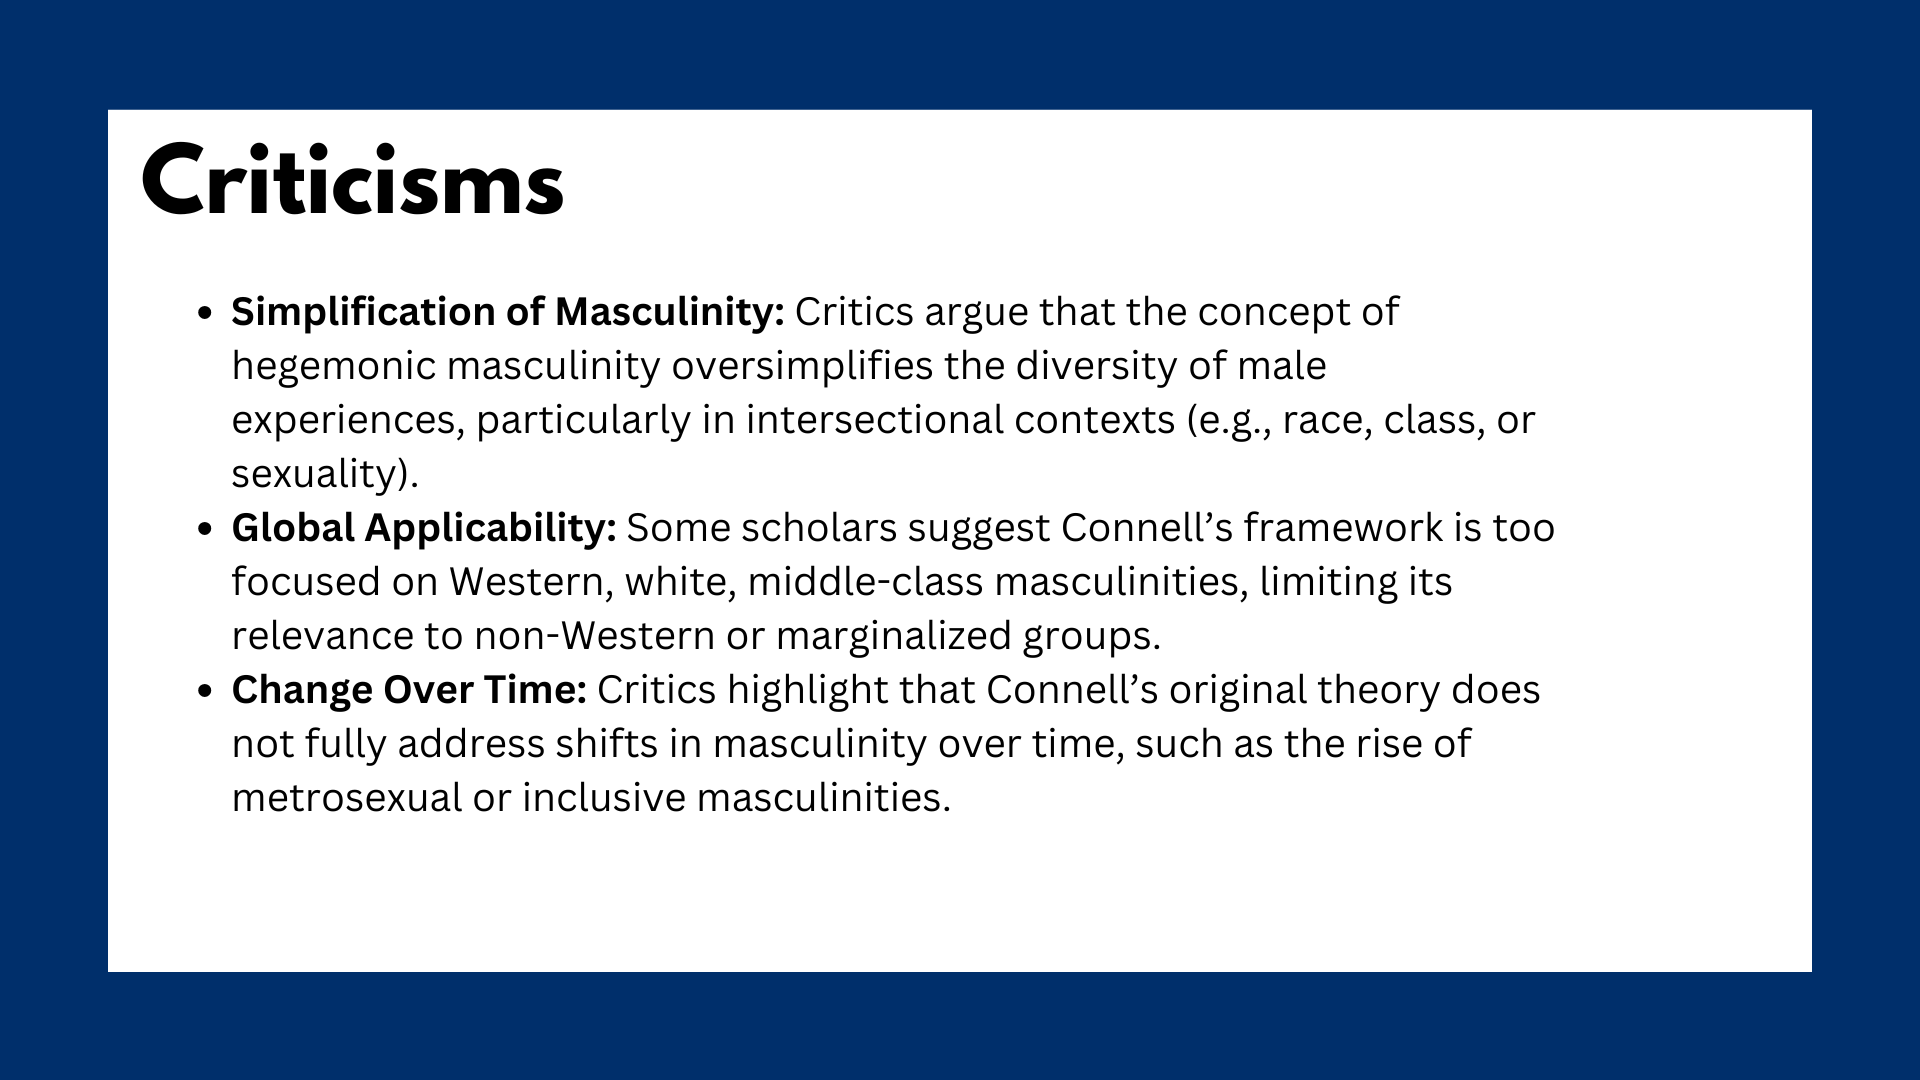 Criticisms
• Simplification of Masculinity: Critics argue that the concept of
hegemonic masculinity oversimplifies the diversity of male
experiences, particularly in intersectional contexts (e.g., race, class, or
sexuality).
• Global Applicability: Some scholars suggest Connell’s framework is too
focused on Western, white, middle-class masculinities, limiting its
relevance to non-Western or marginalized groups.
• Change Over Time: Critics highlight that Connell’s original theory does
not fully address shifts in masculinity over time, such as the rise of
metrosexual or inclusive masculinities.